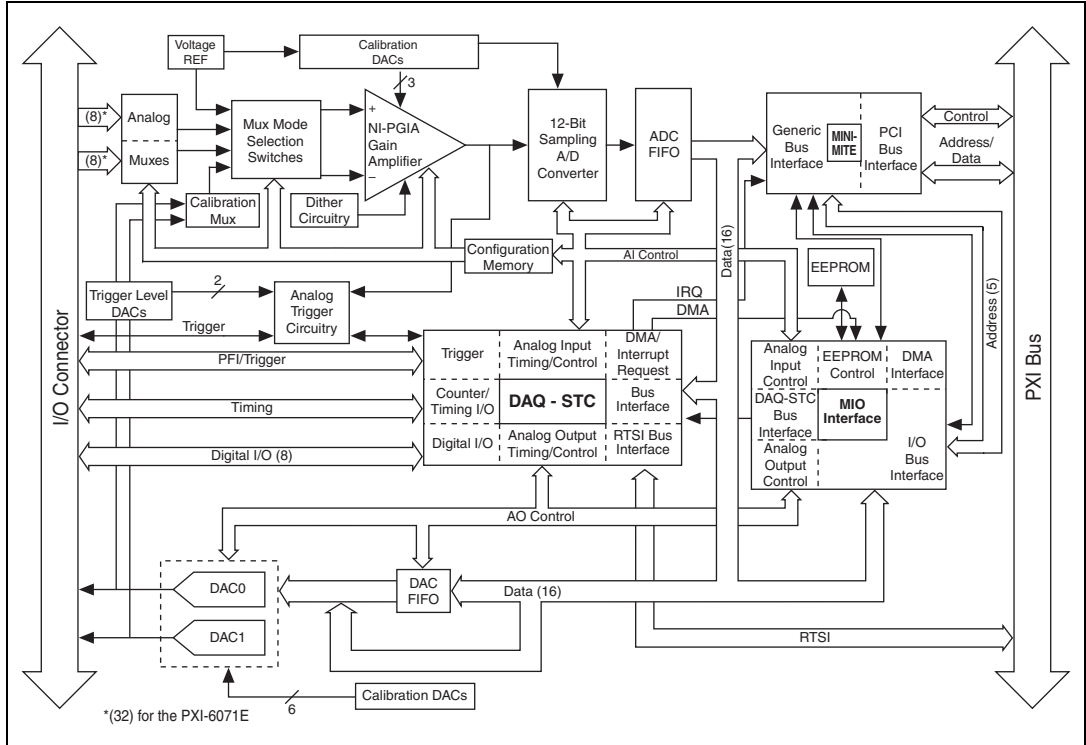 Voltage
REF
Calibration
DACs
3
(8)*
(8)*
Analog
Muxes
Mux Mode
Selection
Switches
+
NI-PGIA
Gain
Amplifier
–
12-Bit
Sampling
A/D
Converter
ADC
FIFO
Generic
Bus
Interface
MINI-
MITE
PCI
Bus
Interface
Control
Address/
Data
Calibration
Mux
Dither
Circuitry
Configuration
Memory
AI Control
Data (16)
EEPROM
Address (5)
IRQ
DMA
Trigger Level
DACs
2
Analog
Trigger
Circuitry
Trigger
PFI/Trigger
Timing
Digital I/O (8)
I/O Connector
PXI Bus
Trigger
Analog Input
Timing/Control
DMA/
Interrupt
Request
Counter/
Timing I/O
DAQ - STC
Bus
Interface
Digital I/O
Analog Output
Timing/Control
RTSI Bus
Interface
Analog
Input
Control
EEPROM
Control
DMA
Interface
DAQ-STC
Bus
Interface
MIO
Interface
Analog
Output
Control
I/O
Bus
Interface
AO Control
DAC0
DAC1
DAC
FIFO
Data (16)
RTSI
6
Calibration DACs
*(32) for the PXI-6071E